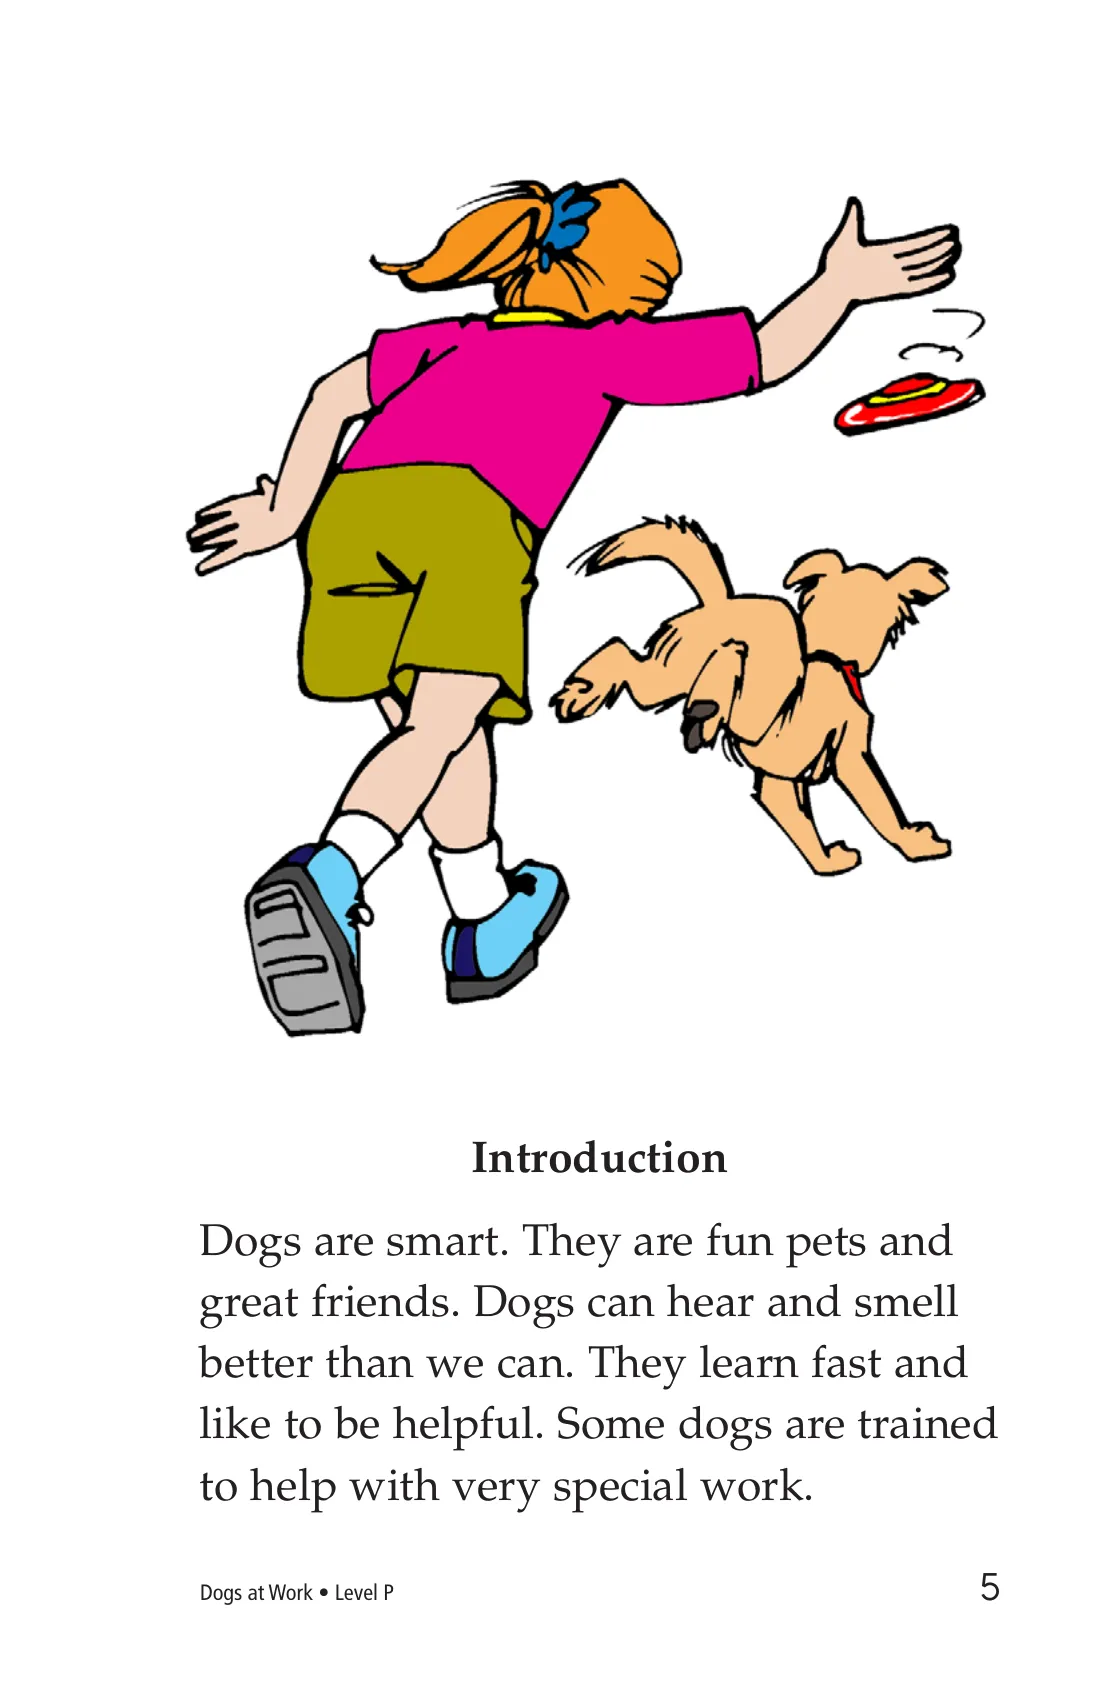 Introduction
Dogs are smart. They are fun pets and
great friends. Dogs can hear and smell
better than we can. They learn fast and
like to be helpful. Some dogs are trained
to help with very special work.
Dogs at Work • Level P 5